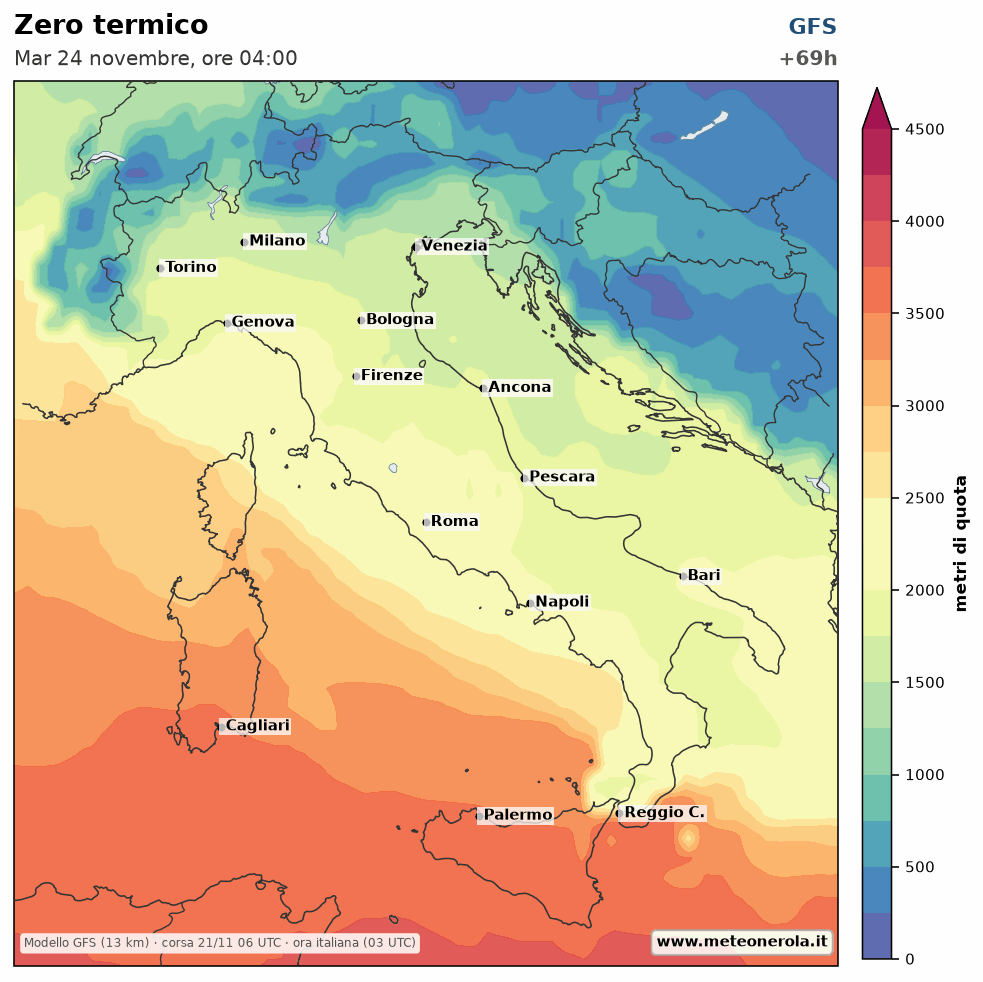 Zero termico
GFS
Mar 24 novembre, ore 04:00
+69h
Milano
Venezia
Torino
Genova
Bologna
Firenze
Ancona
Pescara
Roma
Bari
Napoli
Cagliari
Palermo
Reggio C.
4500
4000
3500
3000
2500
2000
1500
1000
500
0
metri di quota
Modello GFS (13 km) · corsa 21/11 06 UTC · ora italiana (03 UTC)
www.meteonerola.it